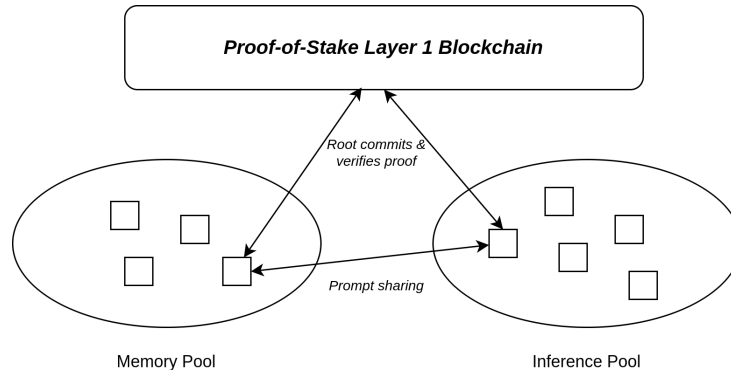 Proof-of-Stake Layer 1 Blockchain
Root commits &
verifies proof
Prompt sharing
Memory Pool
Inference Pool